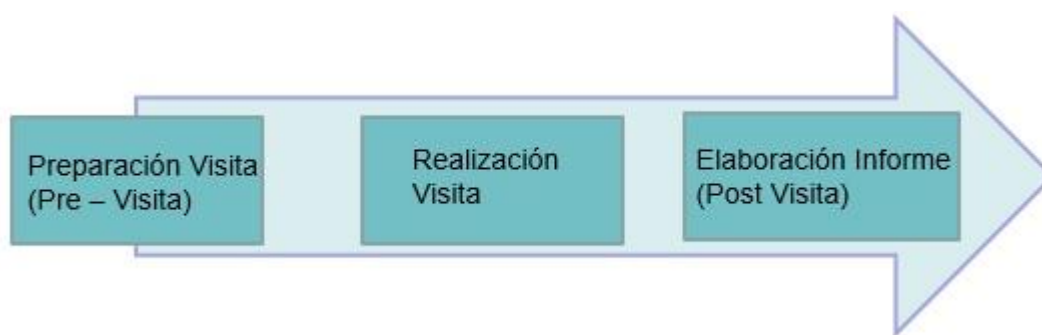 Preparación Visita
(Pre – Visita)
Realización
Visita
Elaboración Informe
(Post Visita)